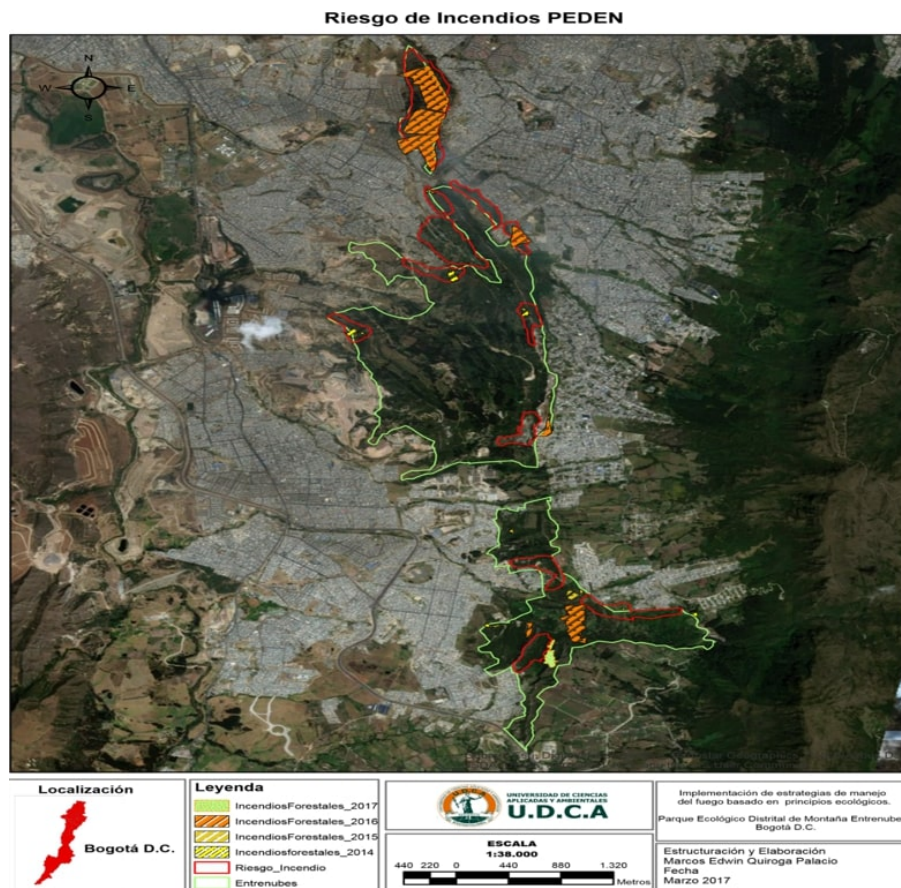 Riesgo de Incendios PEDEN
N
W
E
S
Localización
Bogotá D.C.
Leyenda
IncendiosForestales_2017
IncendiosForestales_2016
IncendiosForestales_2015
Incendiosforestales_2014
Riesgo_Incendio
Entrenubes
UNIVERSIDAD DE CIENCIAS
APLICADAS Y AMBIENTALES
U.D.C.A
ESCALA
1:38.000
440 220 0 440 880 1.320
Metros
Implementación de estrategias de manejo
del fuego basado en principios ecológicos.
Parque Ecológico Distrital de Montaña Entrenube
Bogotá D.C.
Estructuración y Elaboración
Marcos Edwin Quiroga Palacio
Fecha
Marzo 2017